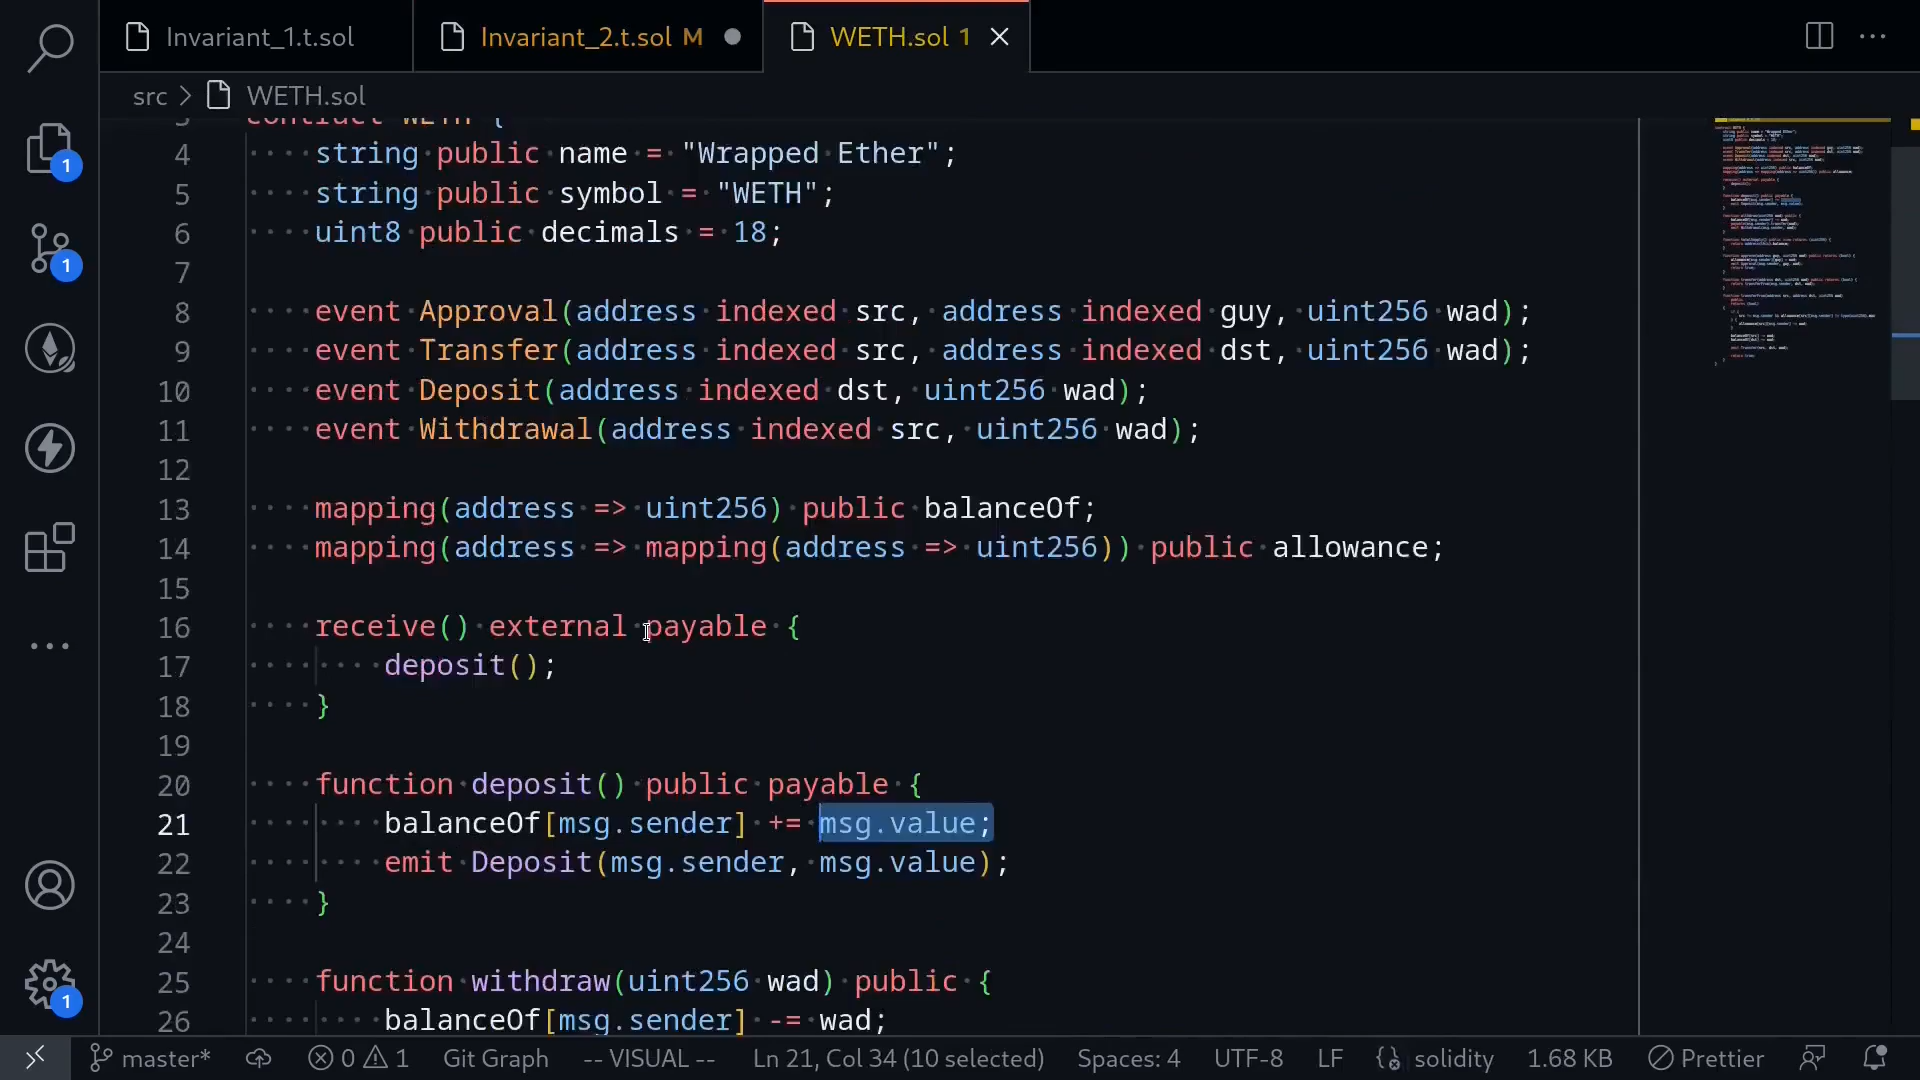 Invariant_1.t.sol
Invariant_2.t.sol M
WETH.sol 1
src > WETH.sol
contract WETH {
4 string public name = "Wrapped Ether";
5 string public symbol = "WETH";
6 uint8 public decimals = 18;
7
8 event Approval(address indexed src, address indexed guy, uint256 wad);
9 event Transfer(address indexed src, address indexed dst, uint256 wad);
10 event Deposit(address indexed dst, uint256 wad);
11 event Withdrawal(address indexed src, uint256 wad);
12
13 mapping(address => uint256) public balanceOf;
14 mapping(address => mapping(address => uint256)) public allowance;
15
16 receive() external payable {
17 deposit();
18 }
19
20 function deposit() public payable {
21 balanceOf[msg.sender] += msg.value;
22 emit Deposit(msg.sender, msg.value);
23 }
24
25 function withdraw(uint256 wad) public {
26 balanceOf[msg.sender] -= wad;
1
1
1
master* 0 1 Git Graph -- VISUAL -- Ln 21, Col 34 (10 selected) Spaces: 4 UTF-8 LF solidity 1.68 KB Prettier